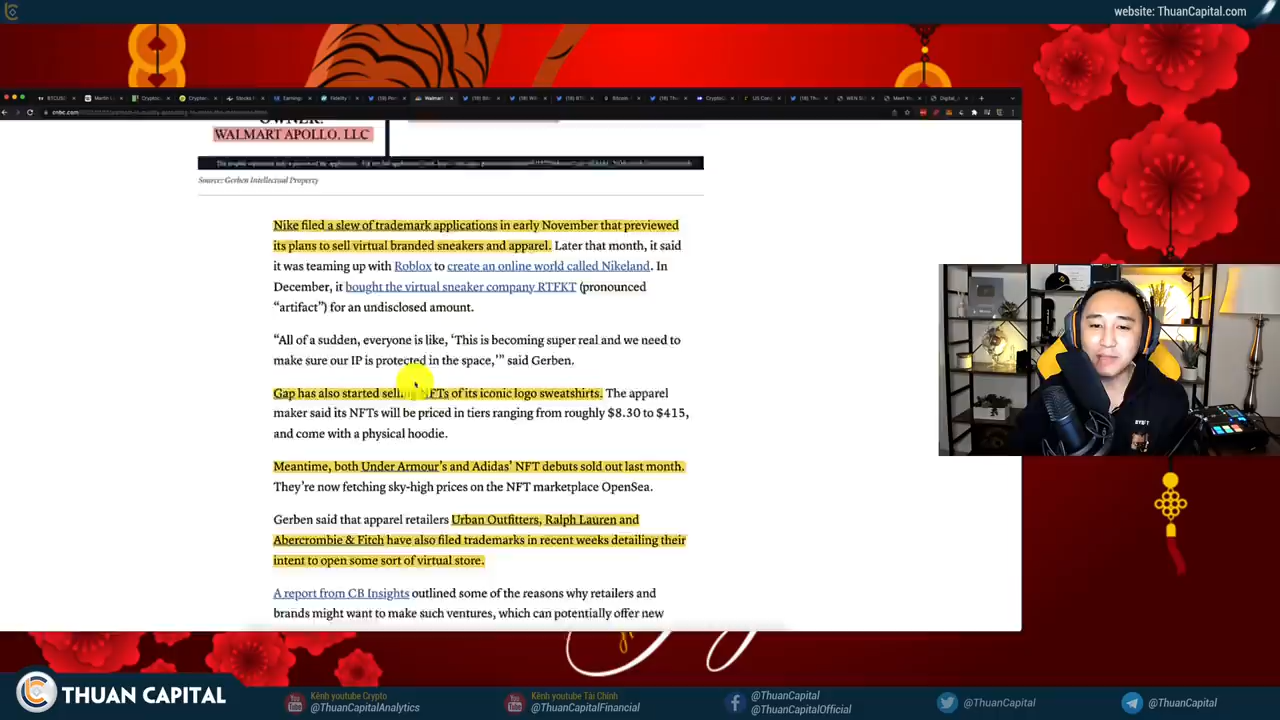 website: ThuanCapital.com
OWNER:
WALMART APOLLO, LLC
Source: Gerben Intellectual Property
Nike filed a slew of trademark applications in early November that previewed
its plans to sell virtual branded sneakers and apparel. Later that month, it said
it was teaming up with Roblox to create an online world called Nikeland. In
December, it bought the virtual sneaker company RTFKT (pronounced
“artifact”) for an undisclosed amount.
“All of a sudden, everyone is like, ‘This is becoming super real and we need to
make sure our IP is protected in the space,’” said Gerben.
Gap has also started selling NFTs of its iconic logo sweatshirts. The apparel
maker said its NFTs will be priced in tiers ranging from roughly $8.30 to $415,
and come with a physical hoodie.
Meantime, both Under Armour’s and Adidas’ NFT debuts sold out last month.
They’re now fetching sky-high prices on the NFT marketplace OpenSea.
Gerben said that apparel retailers Urban Outfitters, Ralph Lauren and
Abercrombie & Fitch have also filed trademarks in recent weeks detailing their
intent to open some sort of virtual store.
A report from CB Insights outlined some of the reasons why retailers and
brands might want to make such ventures, which can potentially offer new
THUAN CAPITAL
Kênh youtube Crypto
@ThuanCapitalAnalytics
Kênh youtube Tài Chính
@ThuanCapitalFinancial
@ThuanCapital
@ThuanCapitalOfficial
@ThuanCapital
@ThuanCapital